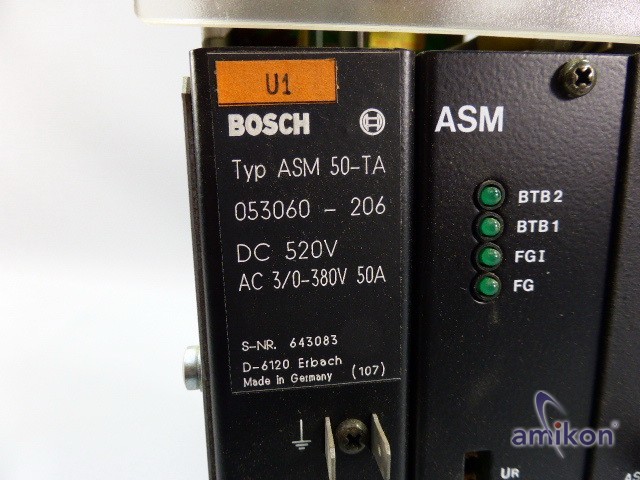 U1
BOSCH
Typ ASM 50-TA
053060 - 206
DC 520V
AC 3/0-380V 50A
S-NR. 643083
D-6120 Erbach
Made in Germany (107)
ASM
BTB2
BTB1
FGI
FG
UR
AS
amikon